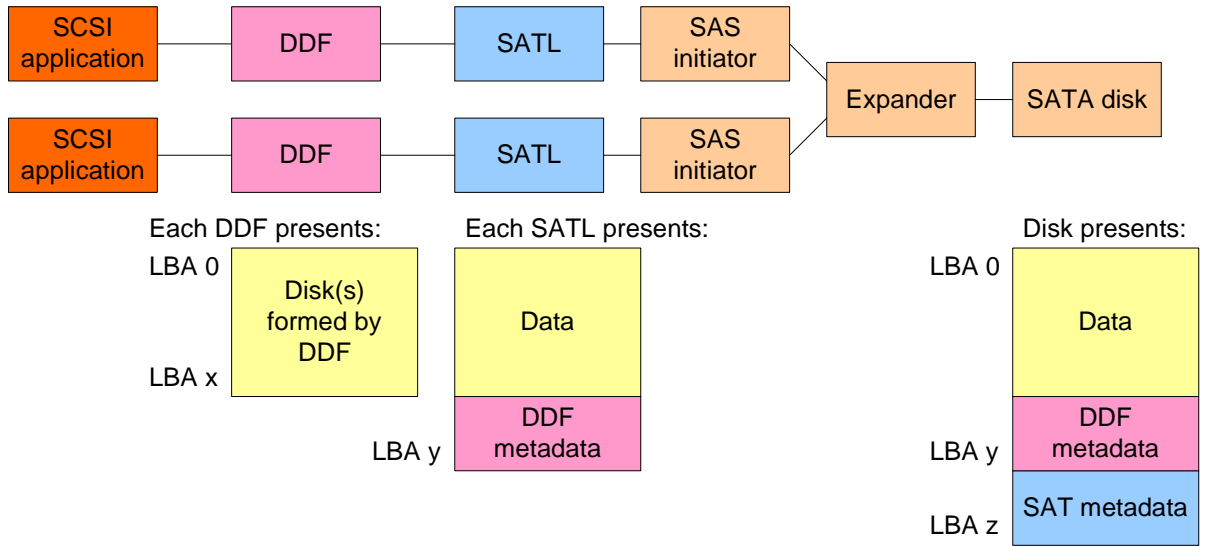 SCSI
application
DDF
SATL
SAS
initiator
Expander
SATA disk
SCSI
application
DDF
SATL
SAS
initiator
Each DDF presents:
Each SATL presents:
Disk presents:
LBA 0
Disk(s)
formed by
DDF
LBA x
Data
DDF
metadata
LBA y
LBA 0
Data
DDF
metadata
LBA y
SAT metadata
LBA z